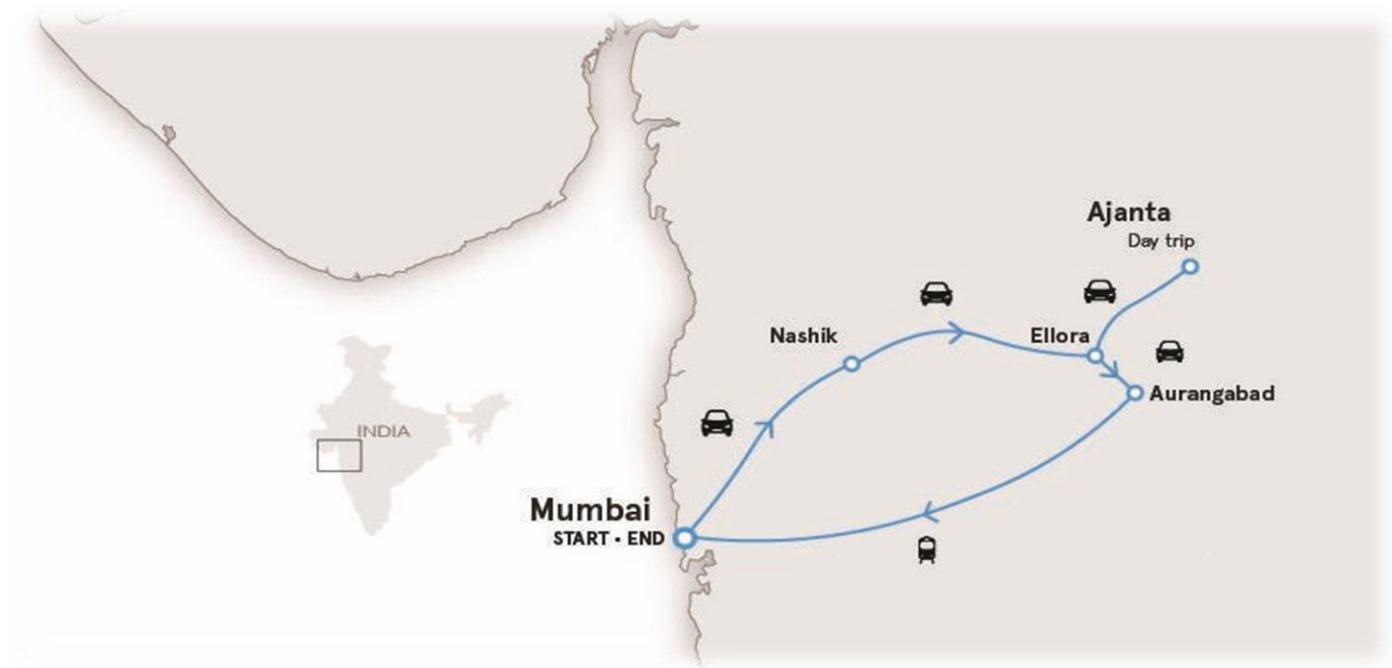 Ajanta
Day trip
Nashik
Ellora
Aurangabad
INDIA
Mumbai
START • END